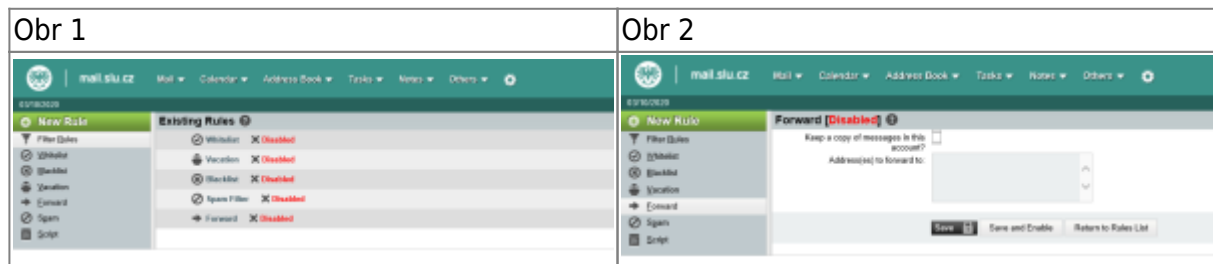 Obr 1
mail.slu.cz Mail Calendar Address Book Tasks Notes Others
03/18/2020
New Rule
Existing Rules
Filter Rules
Whitelist
Blacklist
Vacation
Forward
Spam
Script
Whitelist Disabled
Vacation Disabled
Blacklist Disabled
Spam Filter Disabled
Forward Disabled
Obr 2
mail.slu.cz Mail Calendar Address Book Tasks Notes Others
New Rule
Forward [Disabled]
Filter Rules
Whitelist
Blacklist
Vacation
Forward
Spam
Script
Keep a copy of messages in this
account?
Address(es) to forward to:
Save Save and Enable Return to Rules List